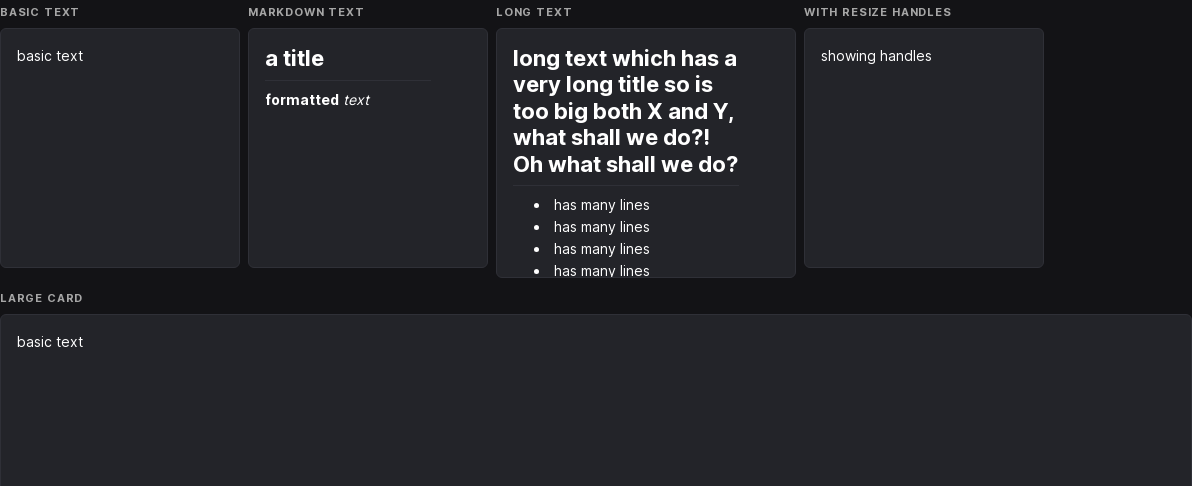 BASIC TEXT
basic text
MARKDOWN TEXT
a title
formatted text
LONG TEXT
long text which has a
very long title so is
too big both X and Y,
what shall we do?!
Oh what shall we do?
has many lines
has many lines
has many lines
has many lines
WITH RESIZE HANDLES
showing handles
LARGE CARD
basic text